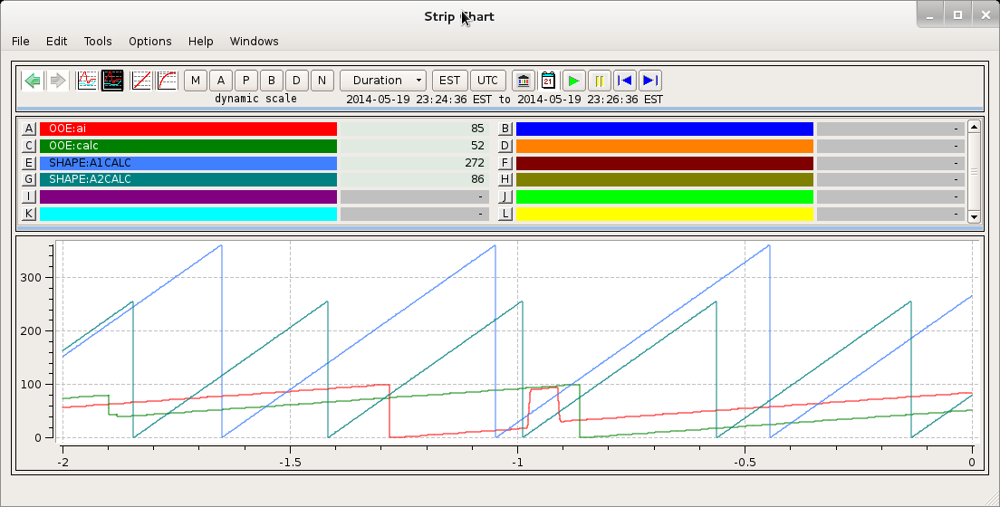 Strip Chart
File Edit Tools Options Help Windows
M A P B D N Duration EST UTC 21
dynamic scale 2014-05-19 23:24:36 EST to 2014-05-19 23:26:36 EST
A OOE:ai 85 B -
C OOE:calc 52 D -
E SHAPE:A1CALC 272 F -
G SHAPE:A2CALC 86 H -
I - J -
K - L -
300
200
100
0
-2 -1.5 -1 -0.5 0